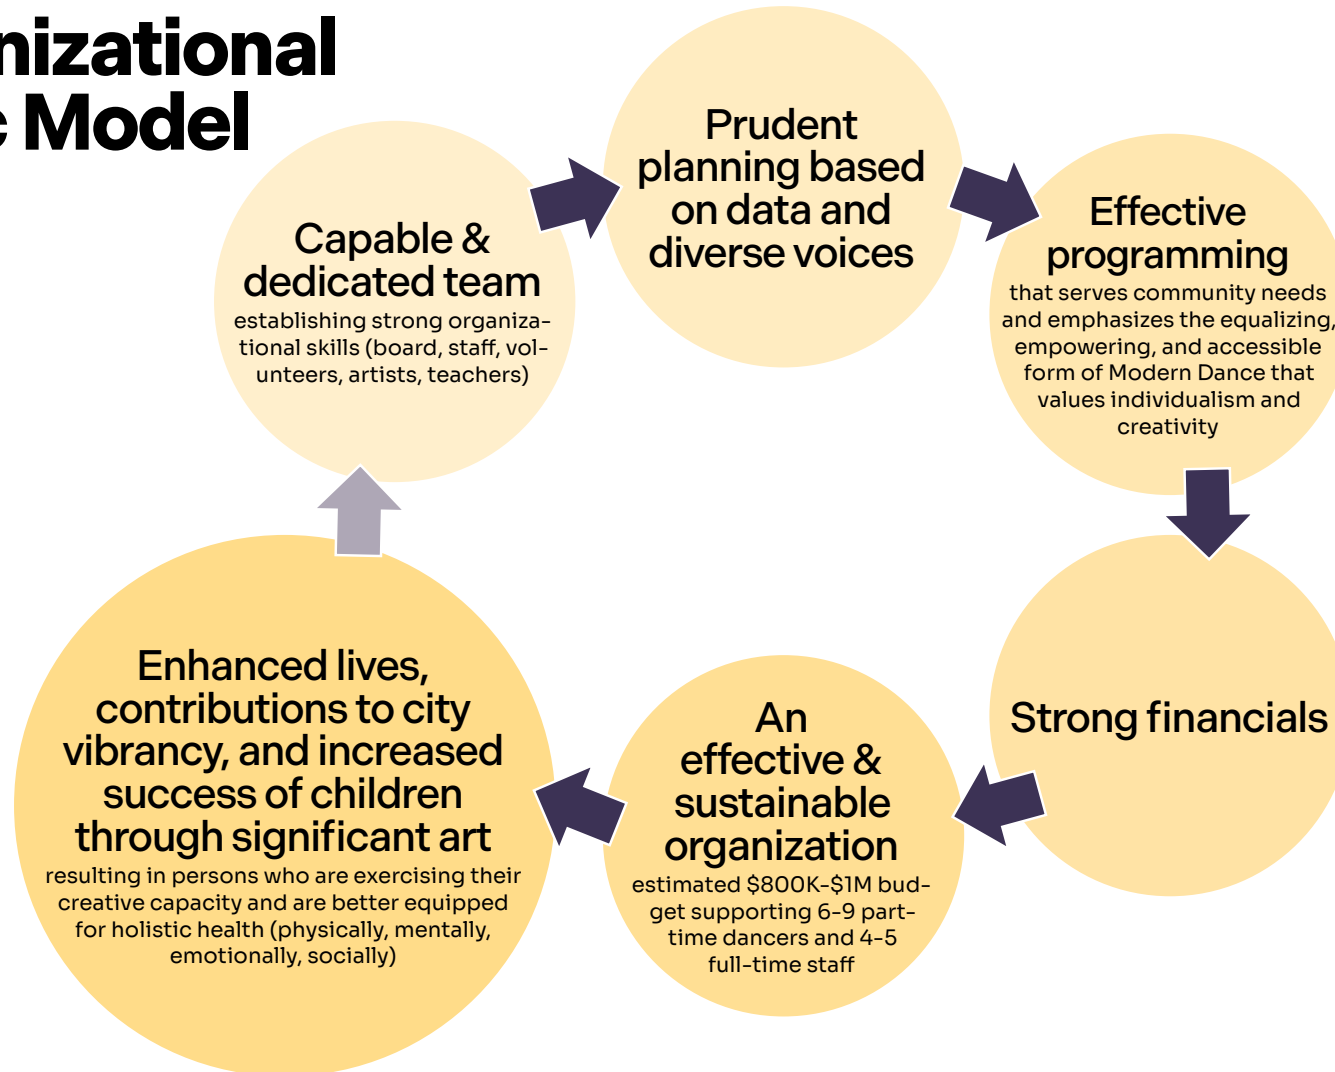 nizational
c Model
Capable &
dedicated team
establishing strong organiza-
tional skills (board, staff, vol-
unteers, artists, teachers)
Prudent
planning based
on data and
diverse voices
Effective
programming
that serves community needs
and emphasizes the equalizing,
empowering, and accessible
form of Modern Dance that
values individualism and
creativity
Strong financials
An
effective &
sustainable
organization
estimated $800K-$1M bud-
get supporting 6-9 part-
time dancers and 4-5
full-time staff
Enhanced lives,
contributions to city
vibrancy, and increased
success of children
through significant art
resulting in persons who are exercising their
creative capacity and are better equipped
for holistic health (physically, mentally,
emotionally, socially)